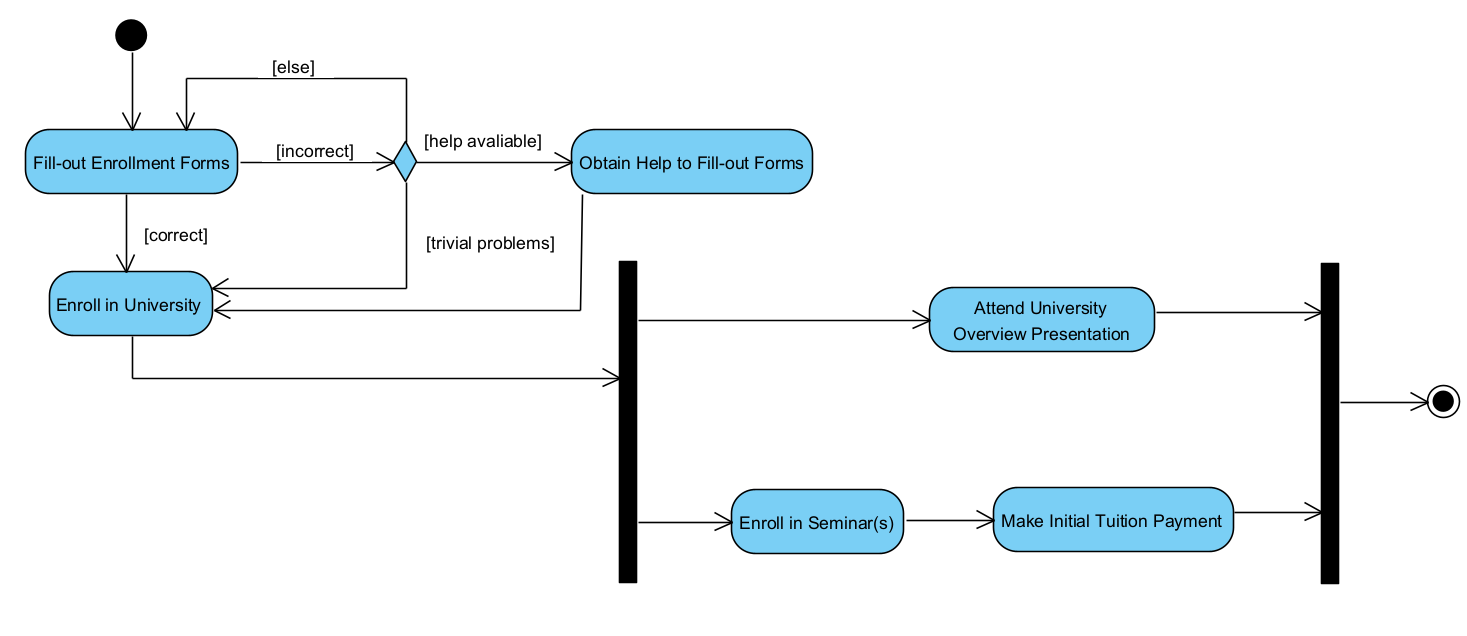 [else]
[help avaliable]
[incorrect]
Fill-out Enrollment Forms
Obtain Help to Fill-out Forms
[correct]
[trivial problems]
Enroll in University
Attend University
Overview Presentation
Enroll in Seminar(s)
Make Initial Tuition Payment